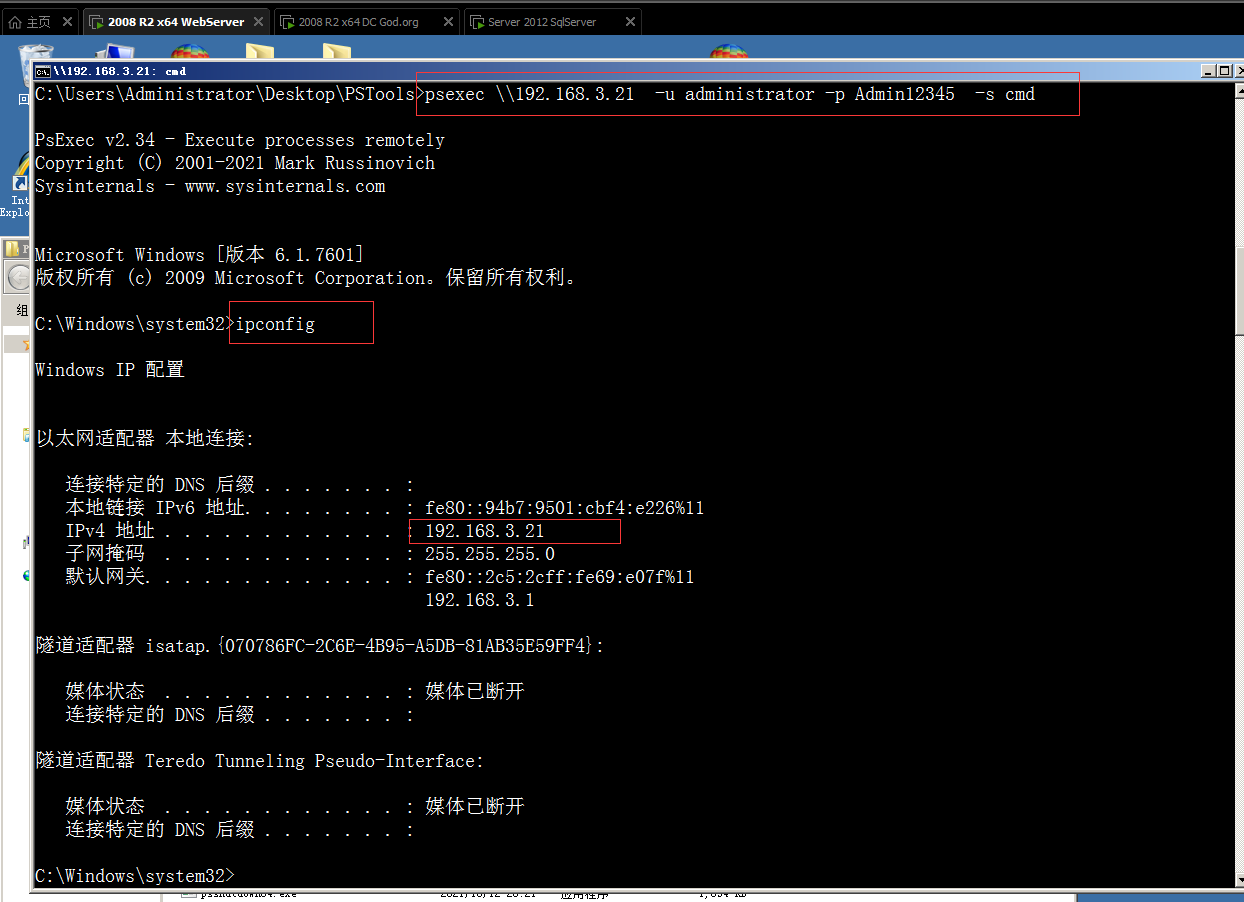 主页
2008 R2 x64 WebServer
2008 R2 x64 DC God.org
Server 2012 SqlServer
\\192.168.3.21: cmd
C:\Users\Administrator\Desktop\PSTools>psexec \\192.168.3.21  -u administrator -p Admin12345  -s cmd
PsExec v2.34 - Execute processes remotely
Copyright (C) 2001-2021 Mark Russinovich
Sysinternals - www.sysinternals.com
Microsoft Windows [版本 6.1.7601]
版权所有 (c) 2009 Microsoft Corporation。保留所有权利。
C:\Windows\system32>ipconfig
Windows IP 配置
以太网适配器 本地连接:
连接特定的 DNS 后缀 . . . . . . . :
本地链接 IPv6 地址. . . . . . . . : fe80::94b7:9501:cbf4:e226%11
IPv4 地址 . . . . . . . . . . . . : 192.168.3.21
子网掩码  . . . . . . . . . . . . : 255.255.255.0
默认网关. . . . . . . . . . . . . : fe80::2c5:2cff:fe69:e07f%11
192.168.3.1
隧道适配器 isatap.{070786FC-2C6E-4B95-A5DB-81AB35E59FF4}:
媒体状态  . . . . . . . . . . . . : 媒体已断开
连接特定的 DNS 后缀 . . . . . . . :
隧道适配器 Teredo Tunneling Pseudo-Interface:
媒体状态  . . . . . . . . . . . . : 媒体已断开
连接特定的 DNS 后缀 . . . . . . . :
C:\Windows\system32>
Int
Explo
组